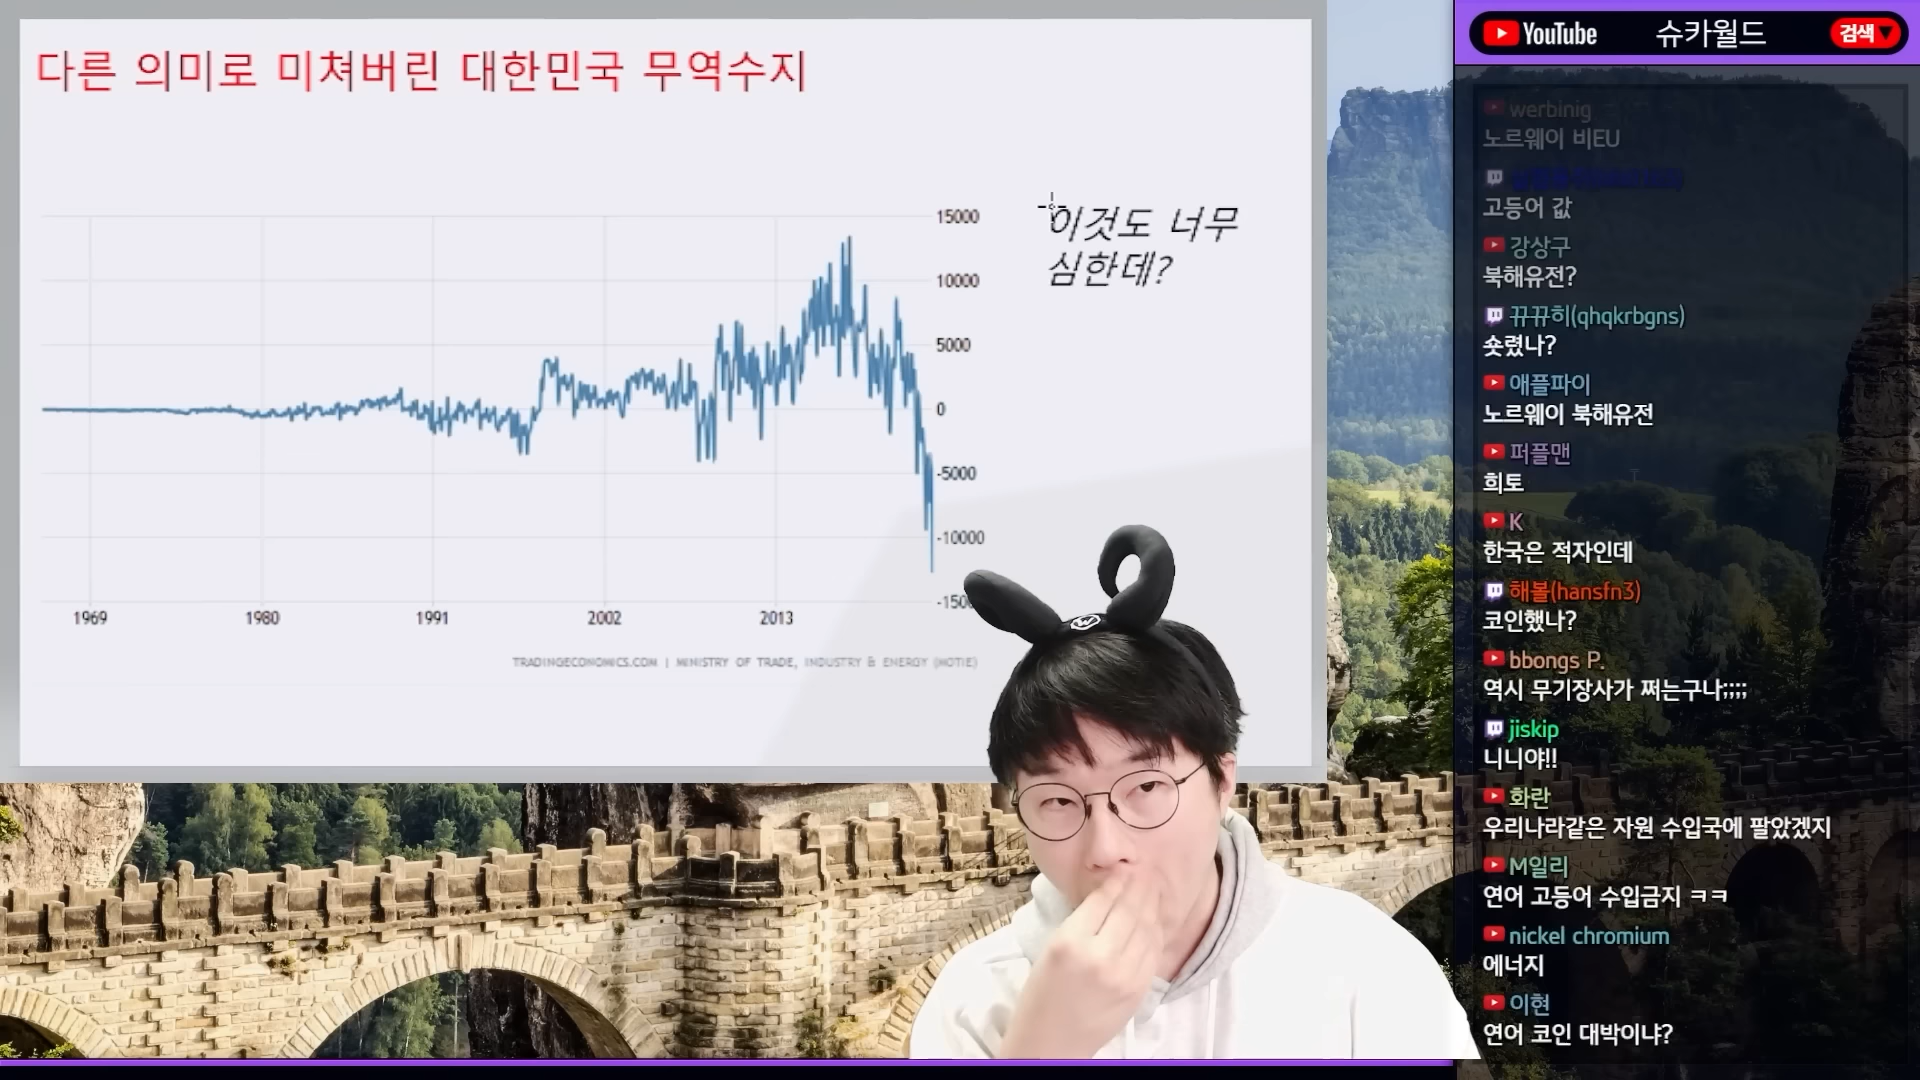 다른 의미로 미쳐버린 대한민국 무역수지
이것도 너무
심한데?
15000
10000
5000
0
-5000
-10000
1969
1980
1991
2002
2013
TRADINGECONOMICS.COM | MINISTRY OF TRADE, INDUSTRY & ENERGY (MOTIE)
YouTube 슈카월드 검색
werbinig
노르웨이 비EU
고등어 값
강상구
북해유전?
뀨뀨히(qhqkrbgns)
숏렸나?
애플파이
노르웨이 북해유전
퍼플맨
희토
K
한국은 적자인데
해볼(hansfn3)
코인했나?
bbongs P.
역시 무기장사가 쩌는구나;;;;
jiskip
니니야!!
화란
우리나라같은 자원 수입국에 팔았겠지
M일리
연어 고등어 수입금지 ㅋㅋ
nickel chromium
에너지
이현
연어 코인 대박이냐?